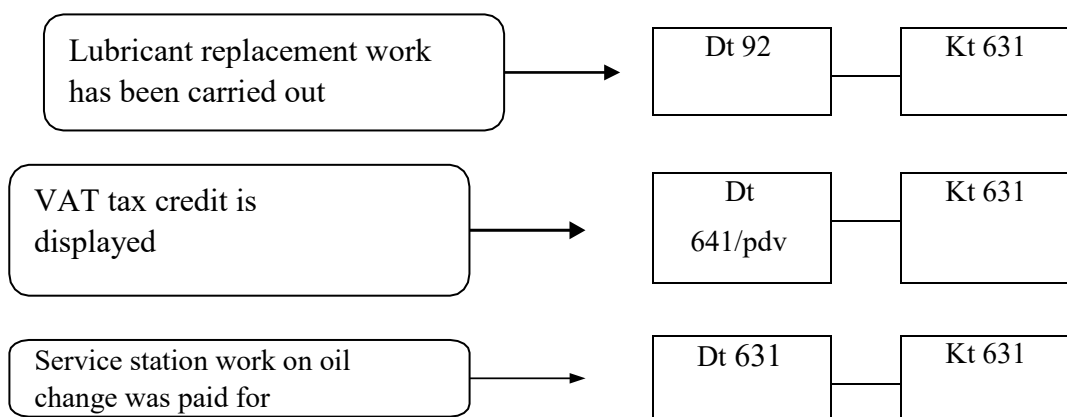 Lubricant replacement work
has been carried out
Dt 92
Kt 631
VAT tax credit is
displayed
Dt
641/pdv
Kt 631
Service station work on oil
change was paid for
Dt 631
Kt 631